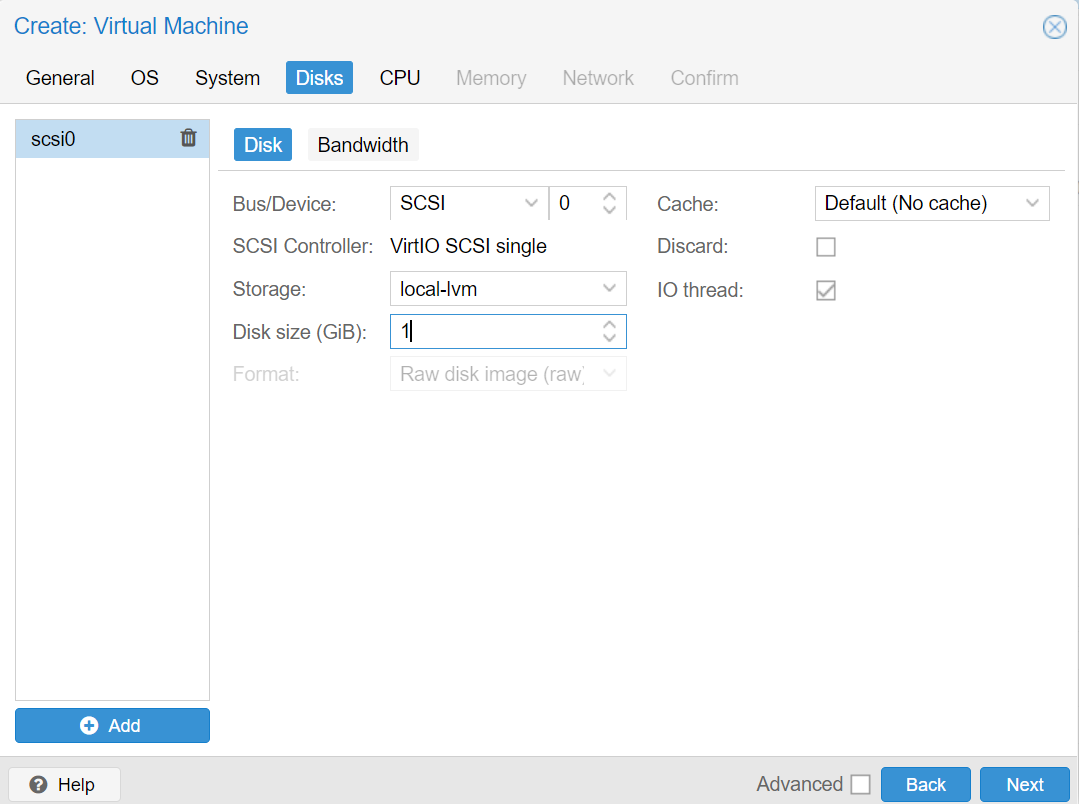 Create: Virtual Machine
General OS System Disks CPU Memory Network Confirm
scsi0
Disk Bandwidth
Bus/Device: SCSI 0 Cache: Default (No cache)
SCSI Controller: VirtIO SCSI single Discard:
Storage: local-lvm IO thread:
Disk size (GiB): 1
Format: Raw disk image (raw)
Add
Help Advanced Back Next